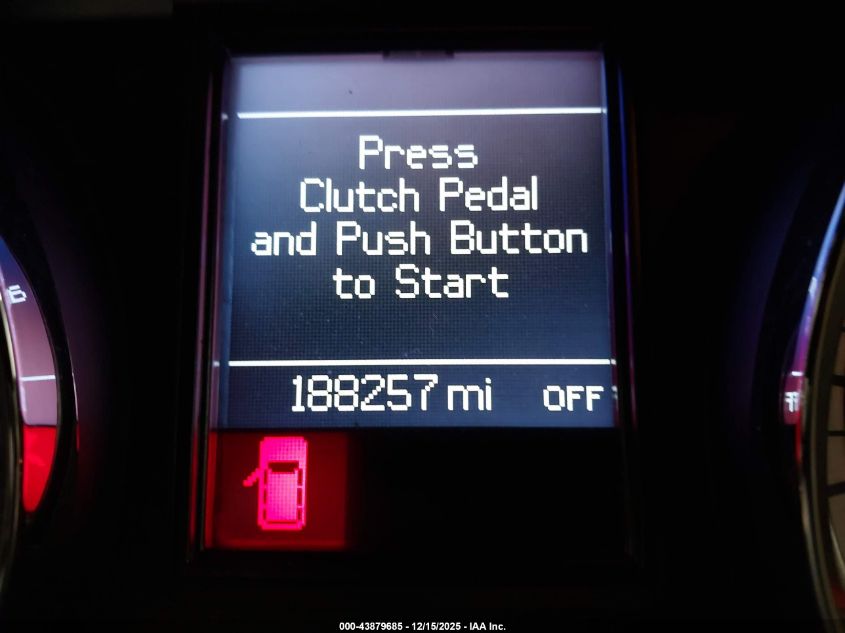 Press
Clutch Pedal
and Push Button
to Start
188257 mi OFF
000-43879685 - 12/15/2025 - IAA Inc.